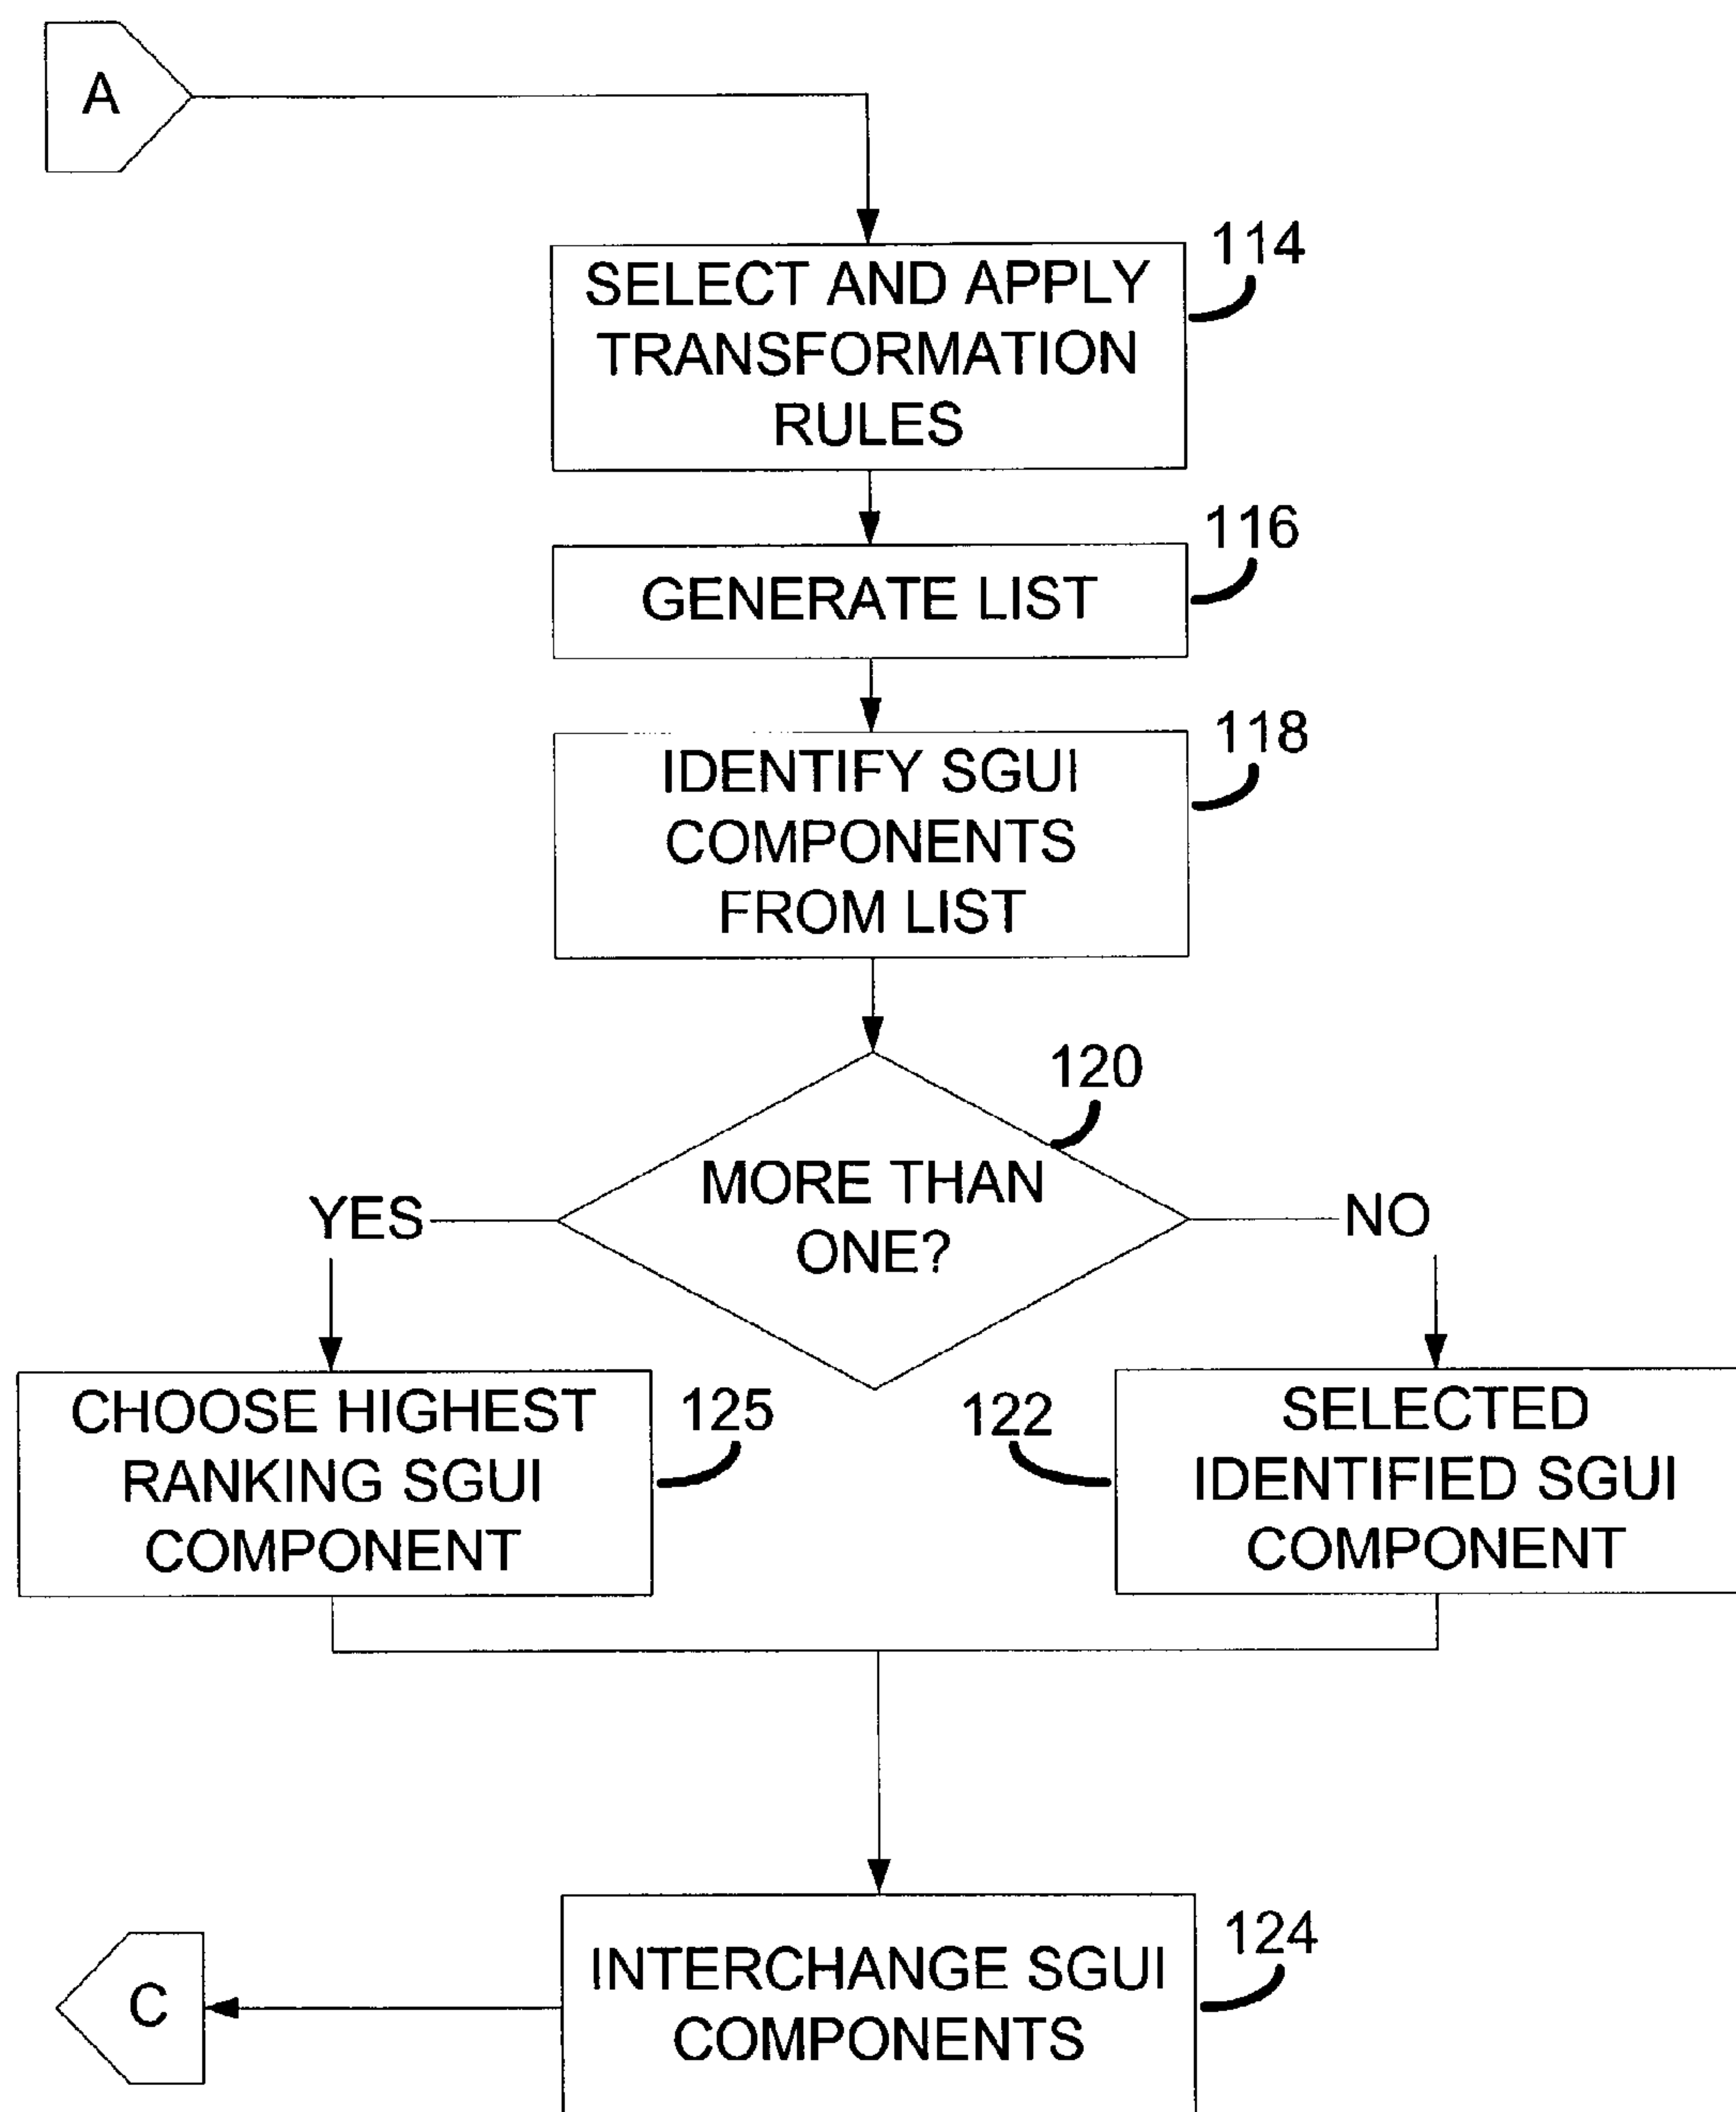 A
114
SELECT AND APPLY
TRANSFORMATION
RULES
116
GENERATE LIST
118
IDENTIFY SGUI
COMPONENTS
FROM LIST
120
MORE THAN
ONE?
YES
NO
125
CHOOSE HIGHEST
RANKING SGUI
COMPONENT
122
SELECTED
IDENTIFIED SGUI
COMPONENT
124
INTERCHANGE SGUI
COMPONENTS
C